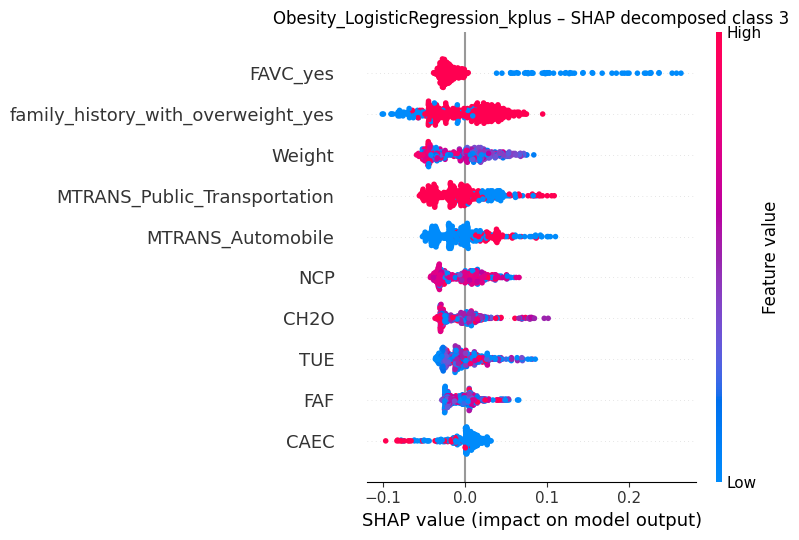 Obesity_LogisticRegression_kplus – SHAP decomposed class 3
High
FAVC_yes
family_history_with_overweight_yes
Weight
MTRANS_Public_Transportation
MTRANS_Automobile
NCP
CH2O
TUE
FAF
CAEC
Feature value
Low
−0.1 0.0 0.1 0.2
SHAP value (impact on model output)